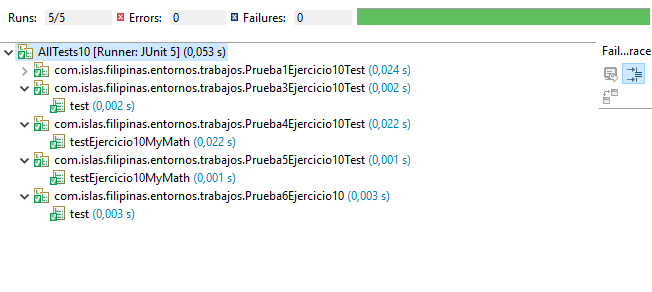 Runs: 5/5 Errors: 0 Failures: 0
AllTests10 [Runner: JUnit 5] (0,053 s)
Fail...race
com.islas.filipinas.entornos.trabajos.Prueba1Ejercicio10Test (0,024 s)
com.islas.filipinas.entornos.trabajos.Prueba3Ejercicio10Test (0,002 s)
test (0,002 s)
com.islas.filipinas.entornos.trabajos.Prueba4Ejercicio10Test (0,022 s)
testEjercicio10MyMath (0,022 s)
com.islas.filipinas.entornos.trabajos.Prueba5Ejercicio10Test (0,001 s)
testEjercicio10MyMath (0,001 s)
com.islas.filipinas.entornos.trabajos.Prueba6Ejercicio10 (0,003 s)
test (0,003 s)